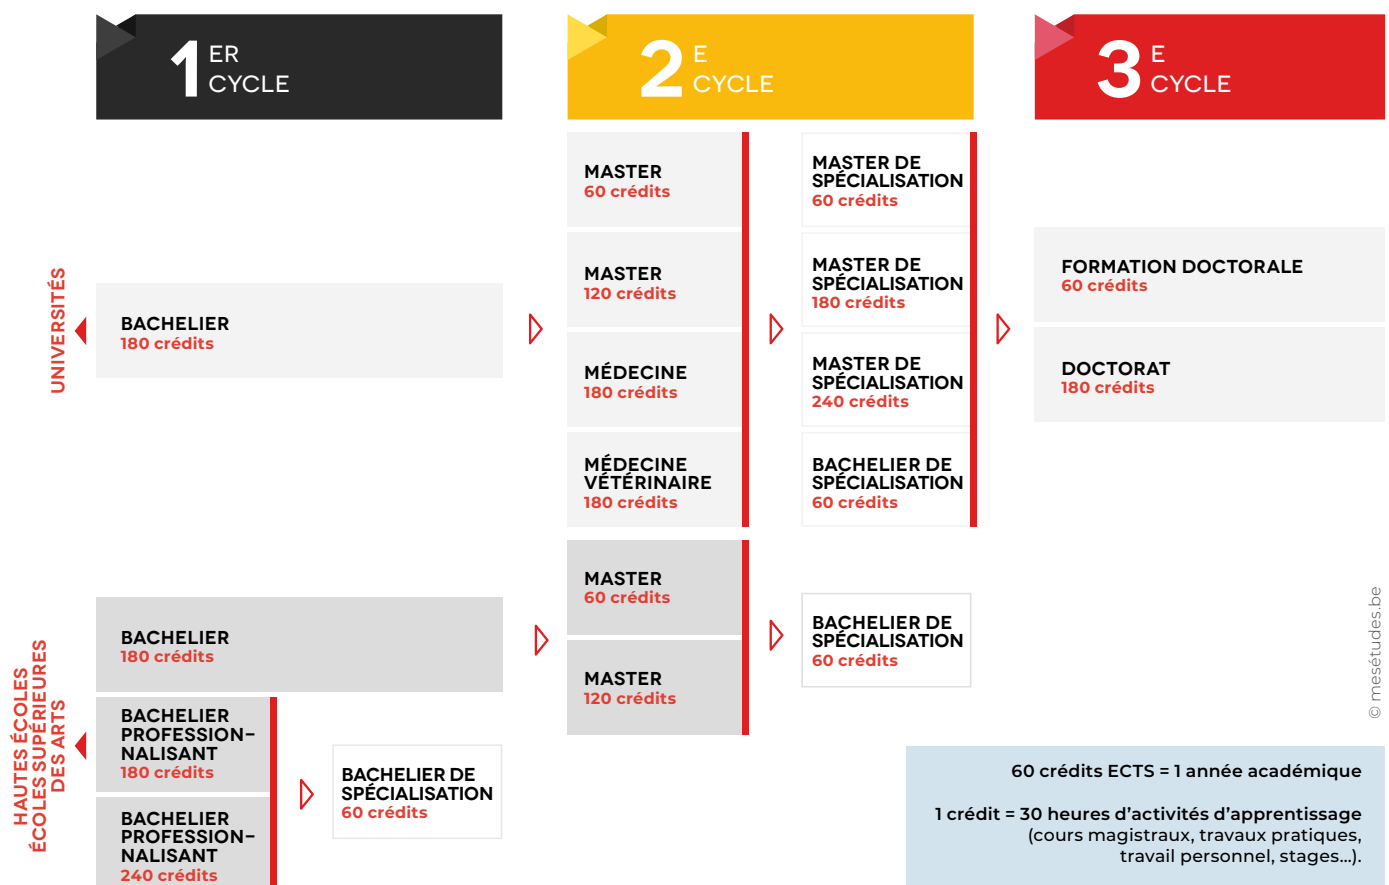 1 ER
CYCLE
2 E
CYCLE
3 E
CYCLE
UNIVERSITÉS
BACHELIER
180 crédits
MASTER
60 crédits
MASTER
120 crédits
MÉDECINE
180 crédits
MÉDECINE
VÉTÉRINAIRE
180 crédits
MASTER DE
SPÉCIALISATION
60 crédits
MASTER DE
SPÉCIALISATION
180 crédits
MASTER DE
SPÉCIALISATION
240 crédits
BACHELIER DE
SPÉCIALISATION
60 crédits
FORMATION DOCTORALE
60 crédits
DOCTORAT
180 crédits
HAUTES ÉCOLES
ÉCOLES SUPÉRIEURES
DES ARTS
BACHELIER
180 crédits
BACHELIER
PROFESSION-
NALISANT
180 crédits
BACHELIER
PROFESSION-
NALISANT
240 crédits
BACHELIER DE
SPÉCIALISATION
60 crédits
MASTER
60 crédits
MASTER
120 crédits
BACHELIER DE
SPÉCIALISATION
60 crédits
© mesétudes.be
60 crédits ECTS = 1 année académique
1 crédit = 30 heures d'activités d'apprentissage
(cours magistraux, travaux pratiques,
travail personnel, stages...).